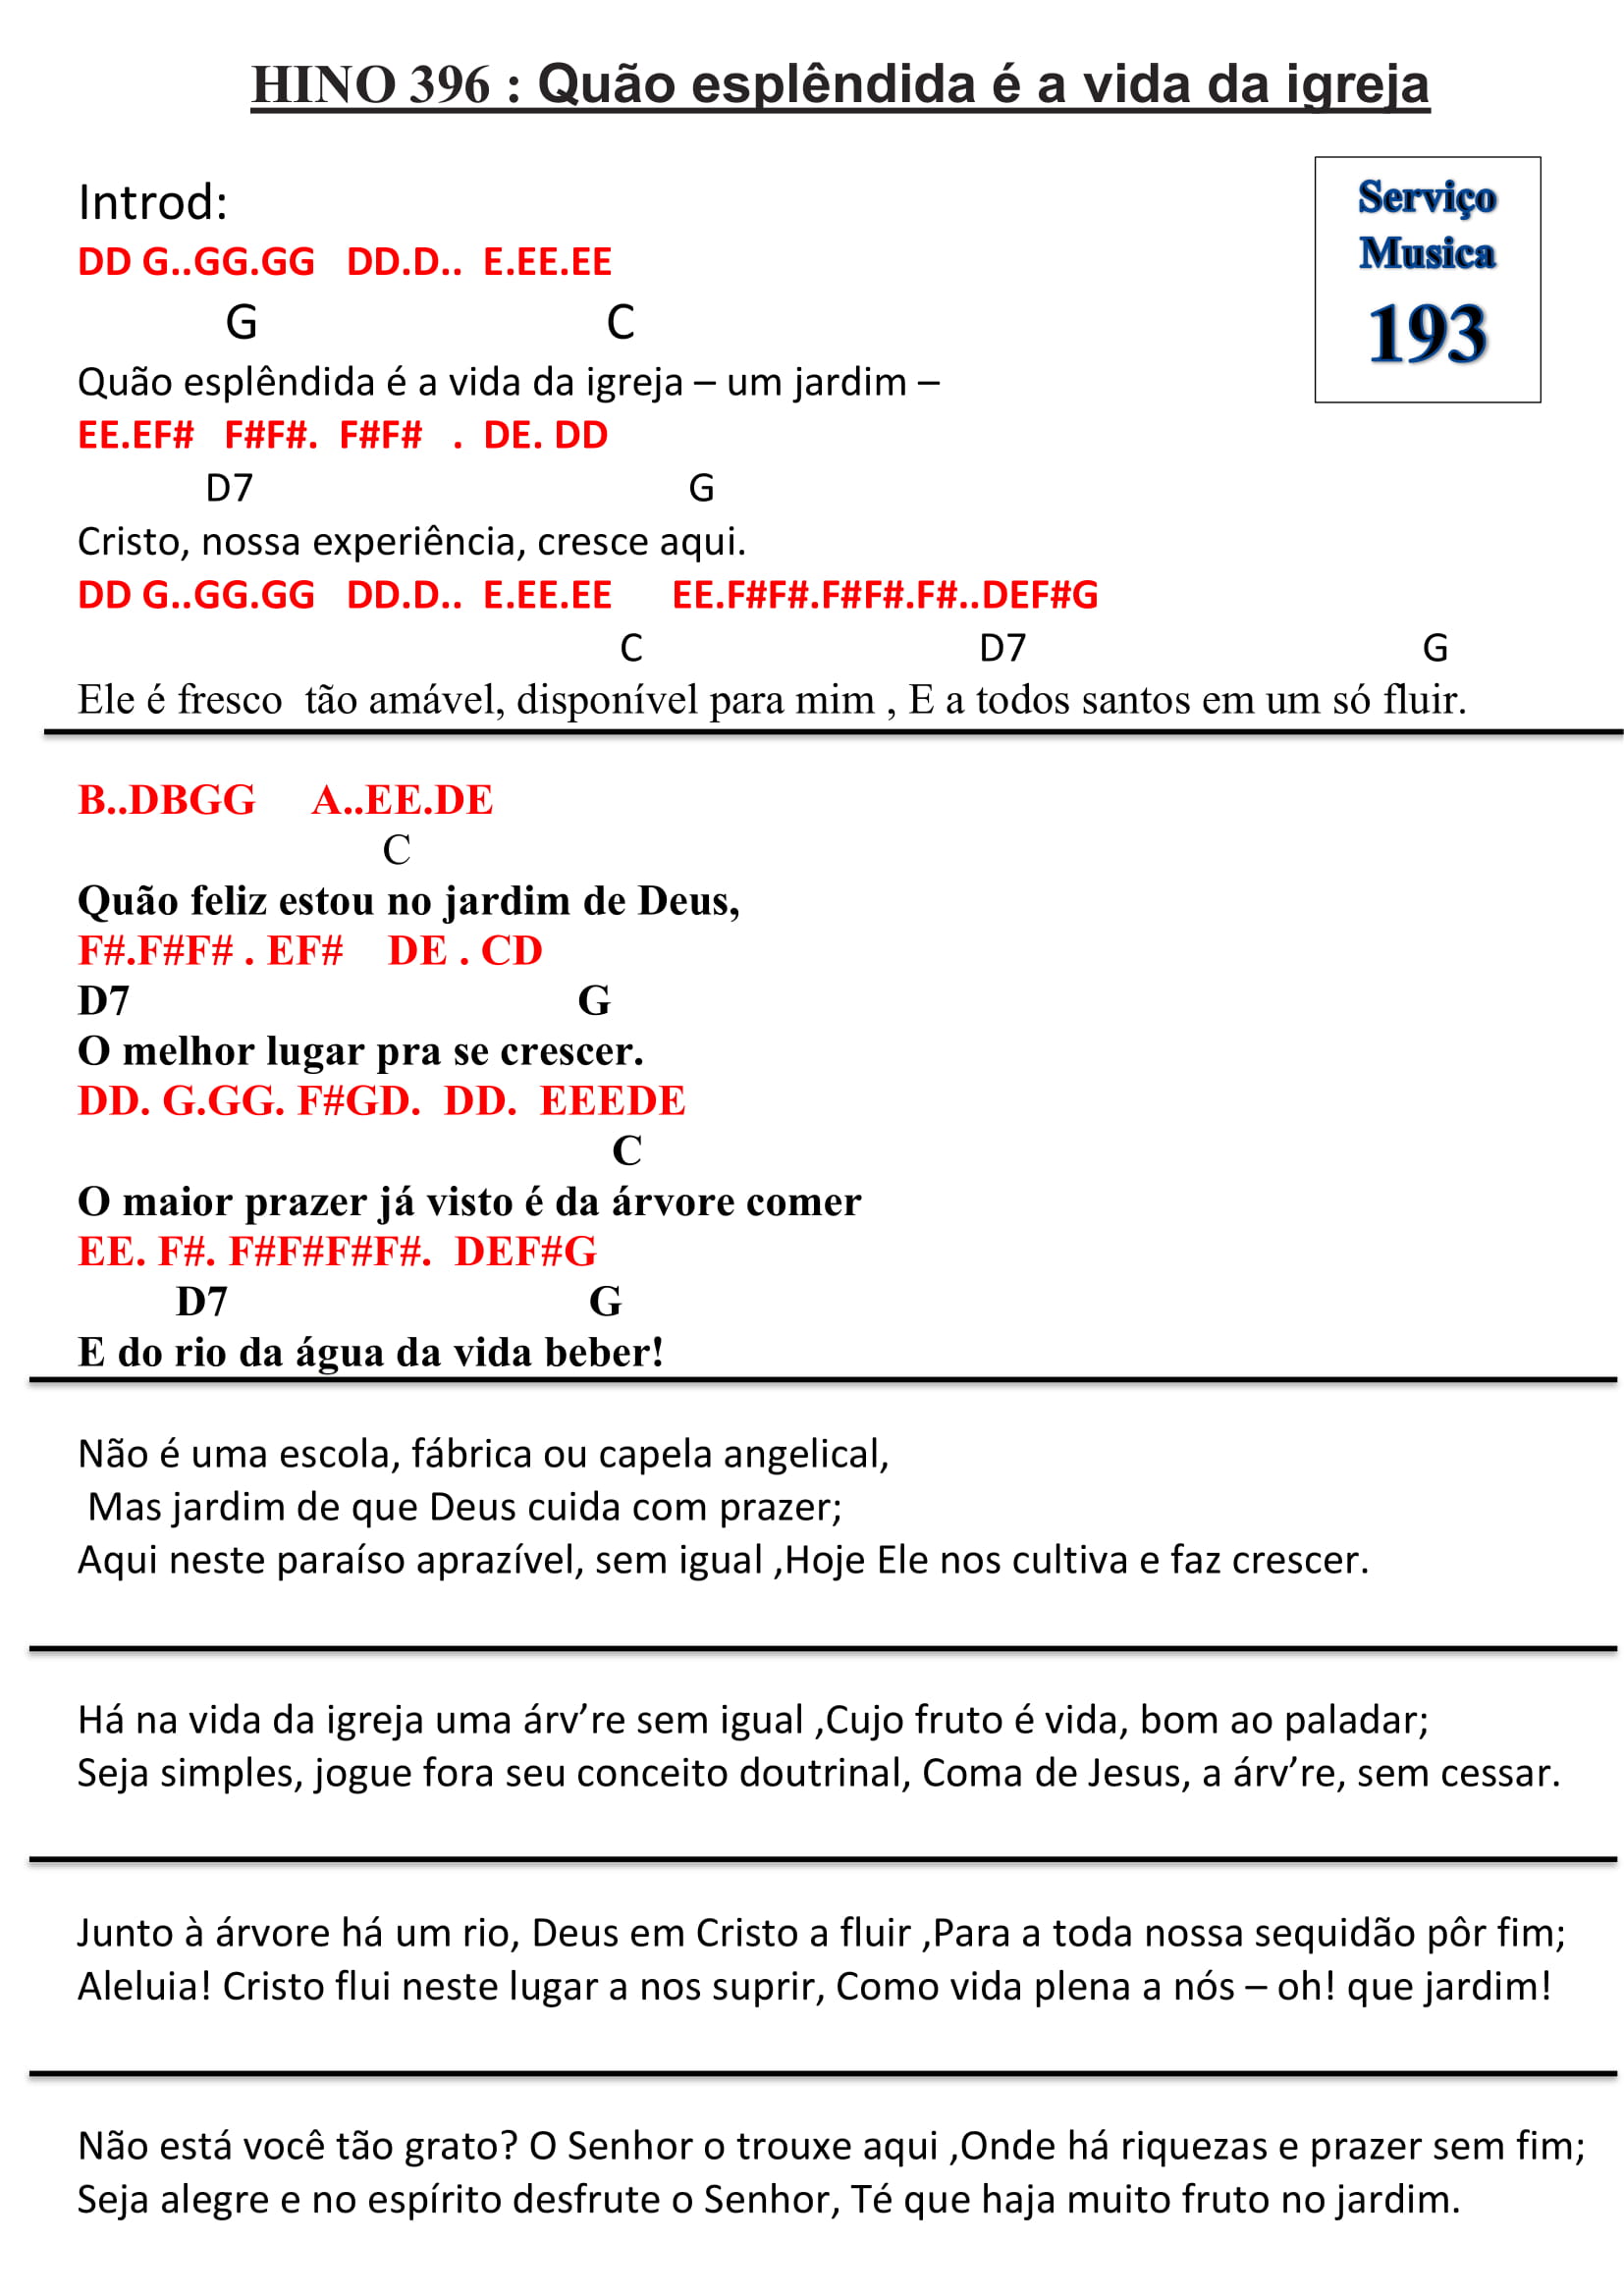 HINO 396 : Quão esplêndida é a vida da igreja
Serviço
Musica
193
Introd:
DD G..GG.GG   DD.D..  E.EE.EE
G                                   C
Quão esplêndida é a vida da igreja – um jardim –
EE.EF#   F#F#.  F#F#   .  DE. DD
D7                                           G
Cristo, nossa experiência, cresce aqui.
DD G..GG.GG   DD.D..  E.EE.EE      EE.F#F#.F#F#.F#..DEF#G
C                                  D7                                        G
Ele é fresco  tão amável, disponível para mim , E a todos santos em um só fluir.
B..DBGG     A..EE.DE
C
Quão feliz estou no jardim de Deus,
F#.F#F# . EF#    DE . CD
D7                                        G
O melhor lugar pra se crescer.
DD. G.GG. F#GD.  DD.  EEEDE
C
O maior prazer já visto é da árvore comer
EE. F#. F#F#F#F#.  DEF#G
D7                                G
E do rio da água da vida beber!
Não é uma escola, fábrica ou capela angelical,
Mas jardim de que Deus cuida com prazer;
Aqui neste paraíso aprazível, sem igual ,Hoje Ele nos cultiva e faz crescer.
Há na vida da igreja uma árv’re sem igual ,Cujo fruto é vida, bom ao paladar;
Seja simples, jogue fora seu conceito doutrinal, Coma de Jesus, a árv’re, sem cessar.
Junto à árvore há um rio, Deus em Cristo a fluir ,Para a toda nossa sequidão pôr fim;
Aleluia! Cristo flui neste lugar a nos suprir, Como vida plena a nós – oh! que jardim!
Não está você tão grato? O Senhor o trouxe aqui ,Onde há riquezas e prazer sem fim;
Seja alegre e no espírito desfrute o Senhor, Té que haja muito fruto no jardim.